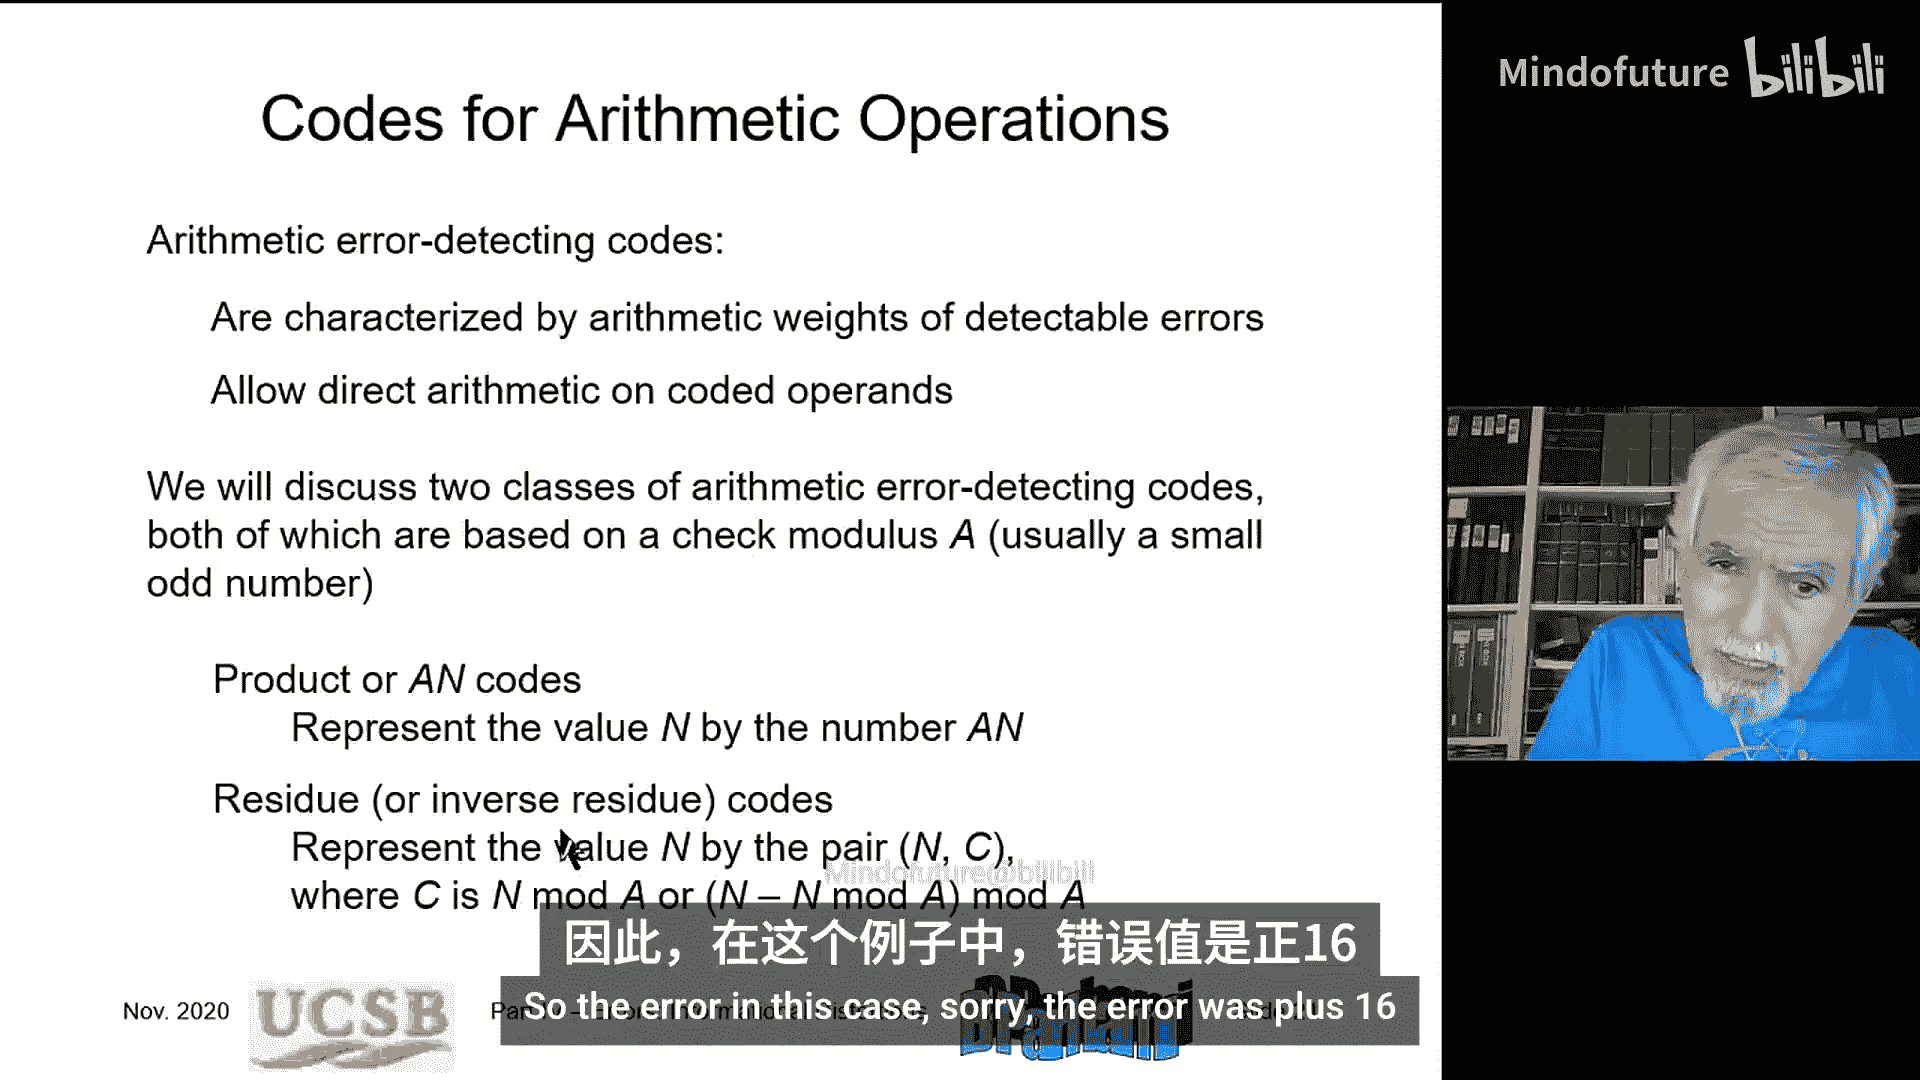 Mindofuture bilibili
Codes for Arithmetic Operations
Arithmetic error-detecting codes:
Are characterized by arithmetic weights of detectable errors
Allow direct arithmetic on coded operands
We will discuss two classes of arithmetic error-detecting codes,
both of which are based on a check modulus A (usually a small
odd number)
Product or AN codes
Represent the value N by the number AN
Residue (or inverse residue) codes
Represent the value N by the pair (N, C),
Mindofuture@bilibili
where C is N mod A or (N – N mod A) mod A
因此，在这个例子中，错误值是正16
So the error in this case, sorry, the error was plus 16
Nov. 2020 UCSB